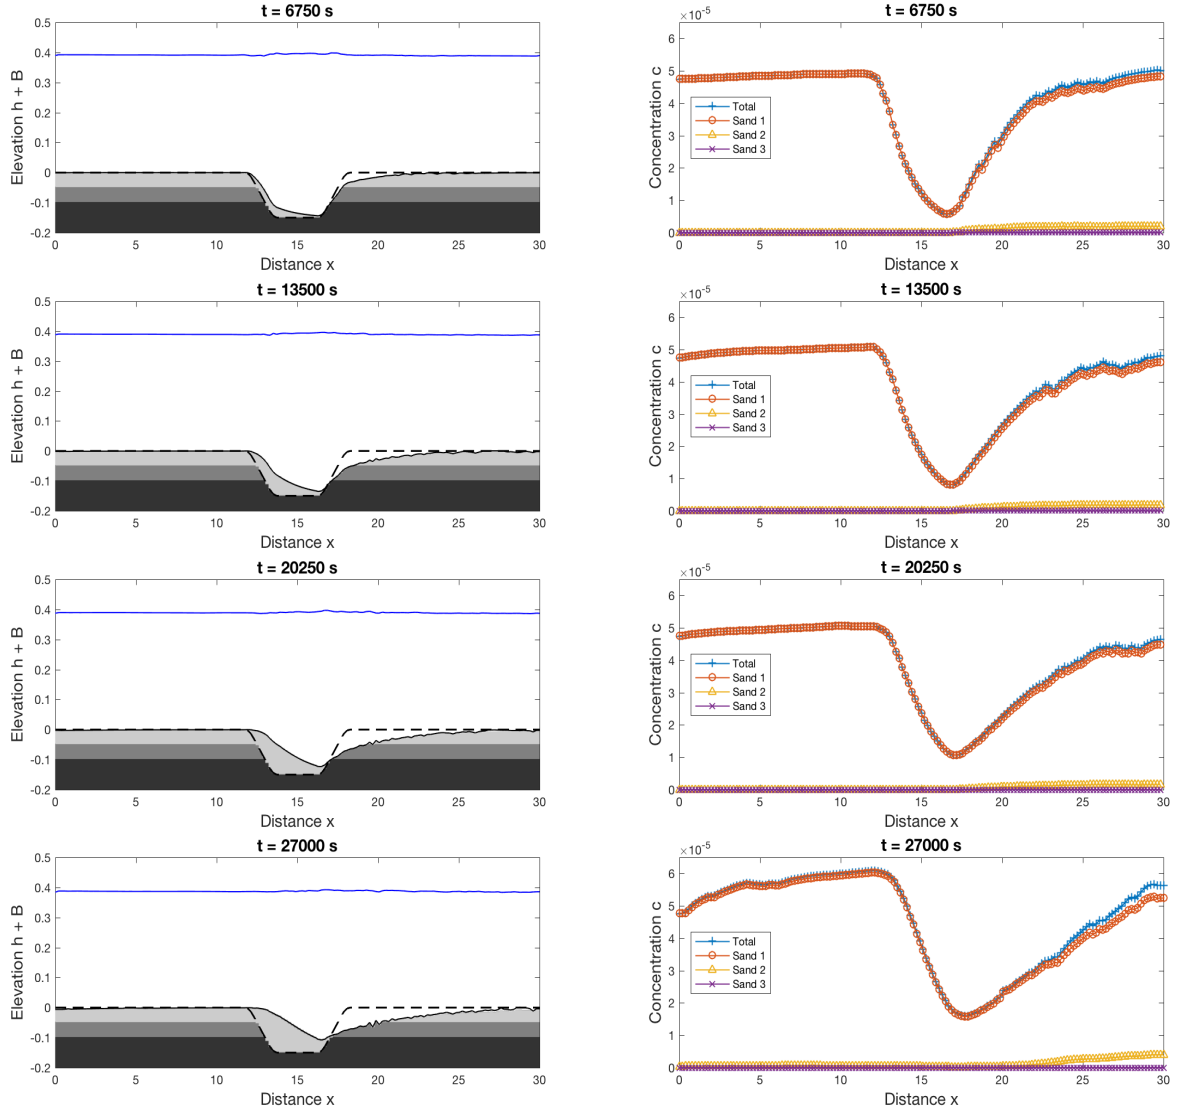 t = 6750 s
Elevation h + B
0.5
0.4
0.3
0.2
0.1
0
-0.1
-0.2
0 5 10 15 20 25 30
Distance x
t = 6750 s
×10⁻⁵
Concentration c
6
5
4
3
2
1
0
Total
Sand 1
Sand 2
Sand 3
0 5 10 15 20 25 30
Distance x
t = 13500 s
Elevation h + B
0.5
0.4
0.3
0.2
0.1
0
-0.1
-0.2
0 5 10 15 20 25 30
Distance x
t = 13500 s
×10⁻⁵
Concentration c
6
5
4
3
2
1
0
Total
Sand 1
Sand 2
Sand 3
0 5 10 15 20 25 30
Distance x
t = 20250 s
Elevation h + B
0.5
0.4
0.3
0.2
0.1
0
-0.1
-0.2
0 5 10 15 20 25 30
Distance x
t = 20250 s
×10⁻⁵
Concentration c
6
5
4
3
2
1
0
Total
Sand 1
Sand 2
Sand 3
0 5 10 15 20 25 30
Distance x
t = 27000 s
Elevation h + B
0.5
0.4
0.3
0.2
0.1
0
-0.1
-0.2
0 5 10 15 20 25 30
Distance x
t = 27000 s
×10⁻⁵
Concentration c
6
5
4
3
2
1
0
Total
Sand 1
Sand 2
Sand 3
0 5 10 15 20 25 30
Distance x